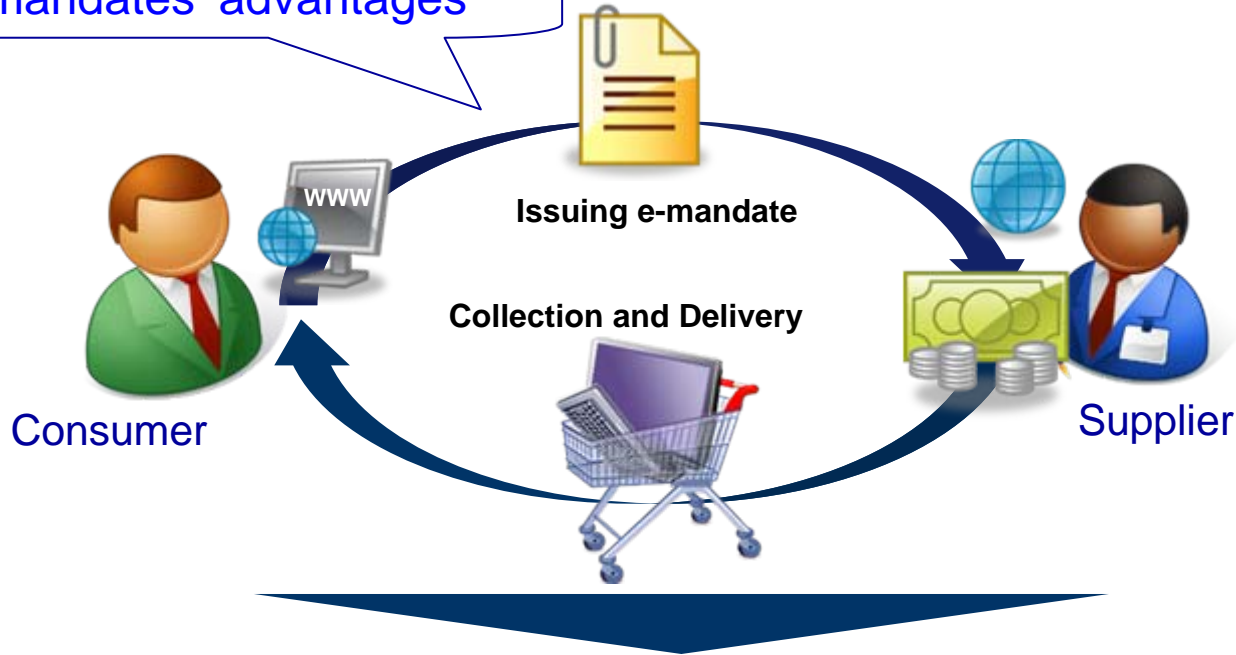 mandates' advantages
www
Issuing e-mandate
Collection and Delivery
Consumer
Supplier